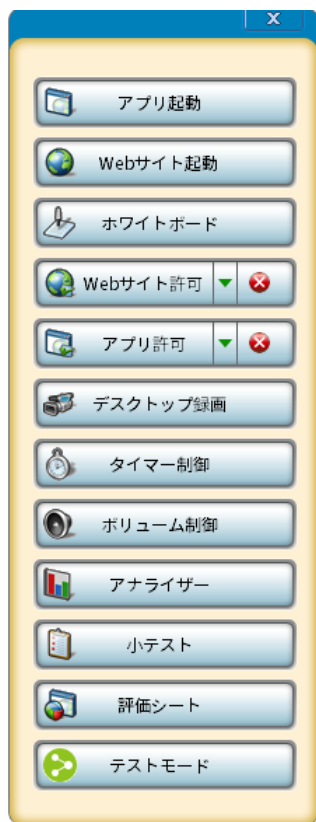 X
アプリ起動
Webサイト起動
ホワイトボード
Webサイト許可
アプリ許可
デスクトップ録画
タイマー制御
ボリューム制御
アナライザー
小テスト
評価シート
テストモード